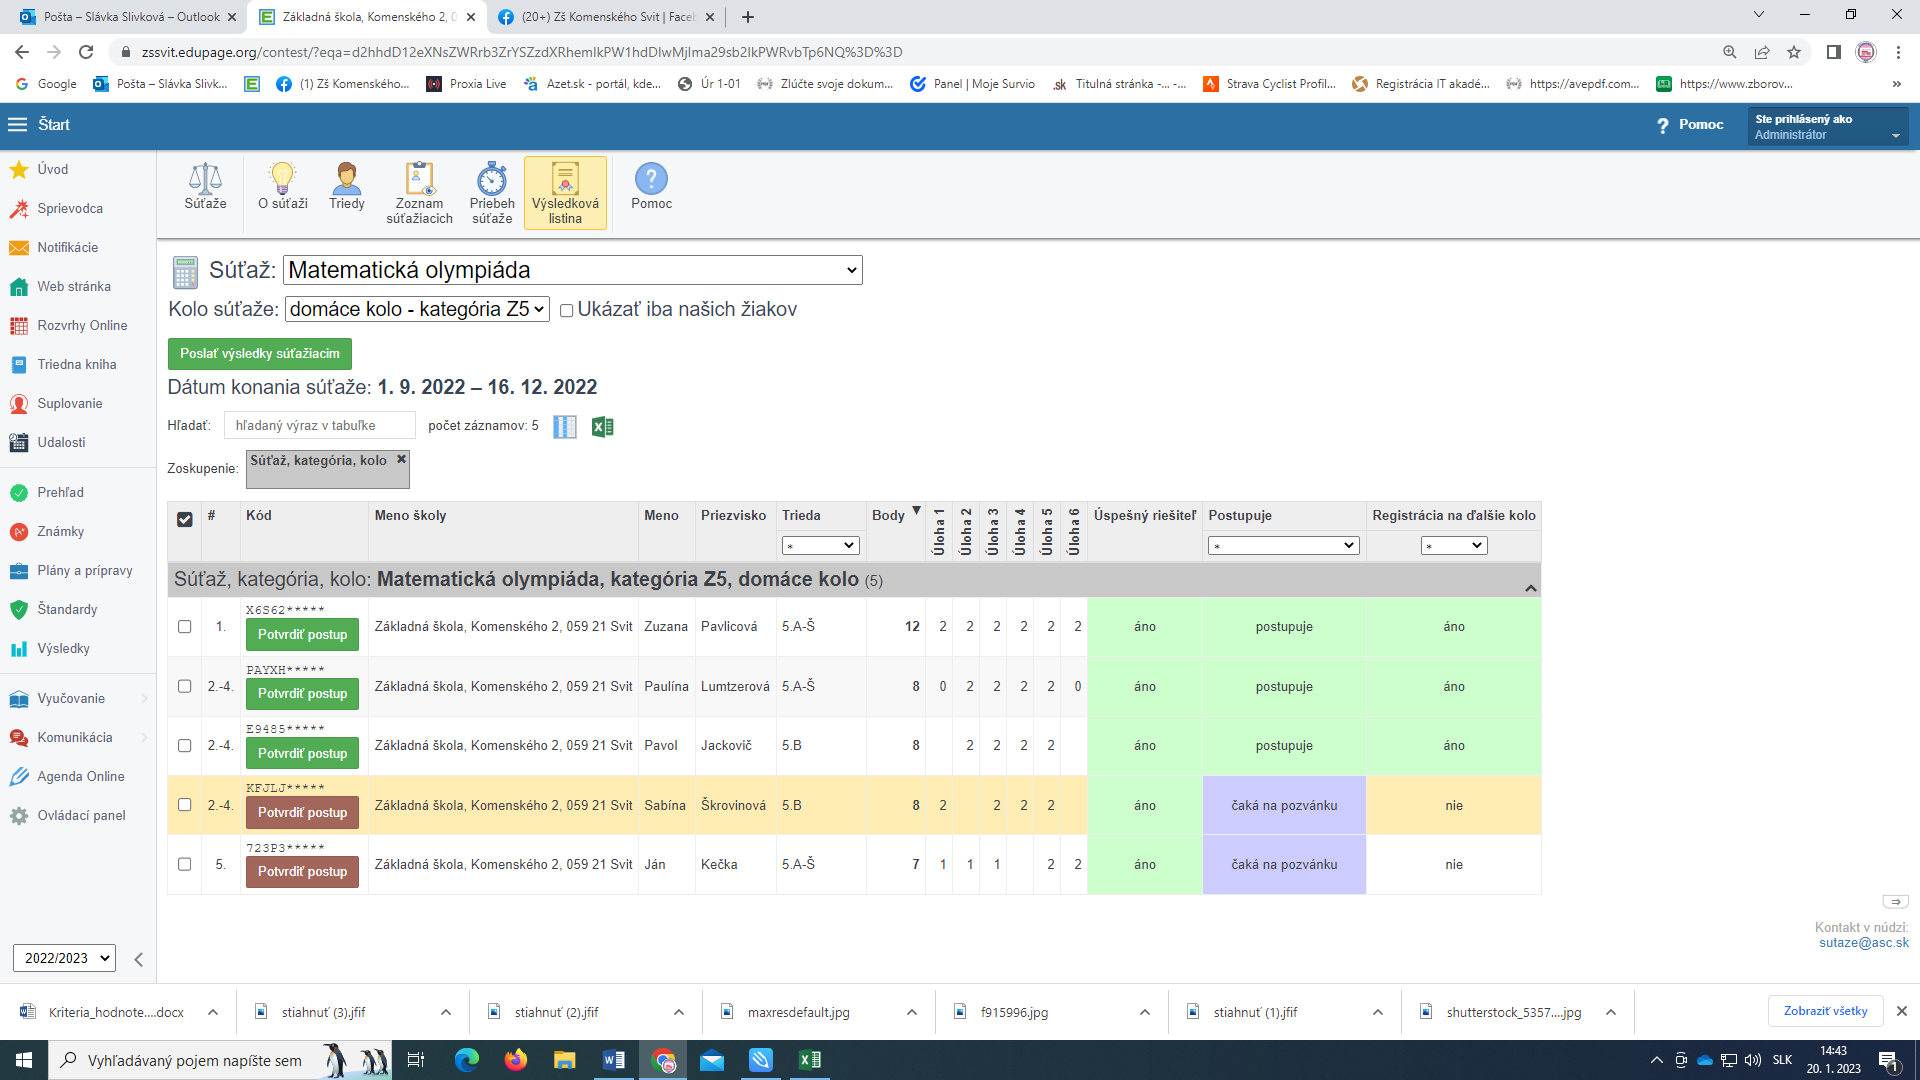 Pošta – Slávka Slivková – Outlook
Základná škola, Komenského 2, 0
(20+) Zš Komenského Svit | Faceb
zssvit.edupage.org/contest/?eqa=d2hhdD12eXNsZWRrb3ZrYSZzdXRhemlkPW1hdDIwMjIma29sb2lkPWRvbTp6NQ%3D%3D
Google
Pošta – Slávka Slivk...
(1) Zš Komenského...
Proxia Live
Azet.sk - portál, kde...
Úr 1-01
Zlúčte svoje dokum...
Panel | Moje Survio
.sk Titulná stránka -... -...
Strava Cyclist Profil...
Registrácia IT akadé...
https://avepdf.com...
https://www.zborov...
»
Štart
? Pomoc
Ste prihlásený ako
Administrátor
Úvod
Sprievodca
Notifikácie
Web stránka
Rozvrhy Online
Triedna kniha
Suplovanie
Udalosti
Prehľad
Známky
Plány a prípravy
Štandardy
Výsledky
Vyučovanie
Komunikácia
Agenda Online
Ovládací panel
2022/2023
Súťaže
O súťaži
Triedy
Zoznam súťažiacich
Priebeh súťaže
Výsledková listina
Pomoc
Súťaž: Matematická olympiáda
Kolo súťaže: domáce kolo - kategória Z5 Ukázať iba našich žiakov
Poslať výsledky súťažiacim
Dátum konania súťaže: 1. 9. 2022 – 16. 12. 2022
Hľadať: hľadaný výraz v tabuľke počet záznamov: 5
Zoskupenie: Súťaž, kategória, kolo ✖
# Kód Meno školy Meno Priezvisko Trieda Body ▼ Úloha 1 Úloha 2 Úloha 3 Úloha 4 Úloha 5 Úloha 6 Úspešný riešiteľ Postupuje Registrácia na ďalšie kolo
* * *
Súťaž, kategória, kolo: Matematická olympiáda, kategória Z5, domáce kolo (5)
X6S62*****
1. Potvrdiť postup Základná škola, Komenského 2, 059 21 Svit Zuzana Pavlicová 5.A-Š 12 2 2 2 2 2 2 áno postupuje áno
PAYXH*****
2.-4. Potvrdiť postup Základná škola, Komenského 2, 059 21 Svit Paulína Lumtzerová 5.A-Š 8 0 2 2 2 2 0 áno postupuje áno
E9485*****
2.-4. Potvrdiť postup Základná škola, Komenského 2, 059 21 Svit Pavol Jackovič 5.B 8 2 2 2 2 áno postupuje áno
KFJLJ*****
2.-4. Potvrdiť postup Základná škola, Komenského 2, 059 21 Svit Sabína Škrovinová 5.B 8 2 2 2 2 áno čaká na pozvánku nie
723P3*****
5. Potvrdiť postup Základná škola, Komenského 2, 059 21 Svit Ján Kečka 5.A-Š 7 1 1 1 2 2 áno čaká na pozvánku nie
Kontakt v núdzi:
sutaze@asc.sk
Kriteria_hodnote....docx
stiahnuť (3).jfif
stiahnuť (2).jfif
maxresdefault.jpg
f915996.jpg
stiahnuť (1).jfif
shutterstock_5357....jpg
Zobraziť všetky
Vyhľadávaný pojem napíšte sem
SLK
14:43
20. 1. 2023
1